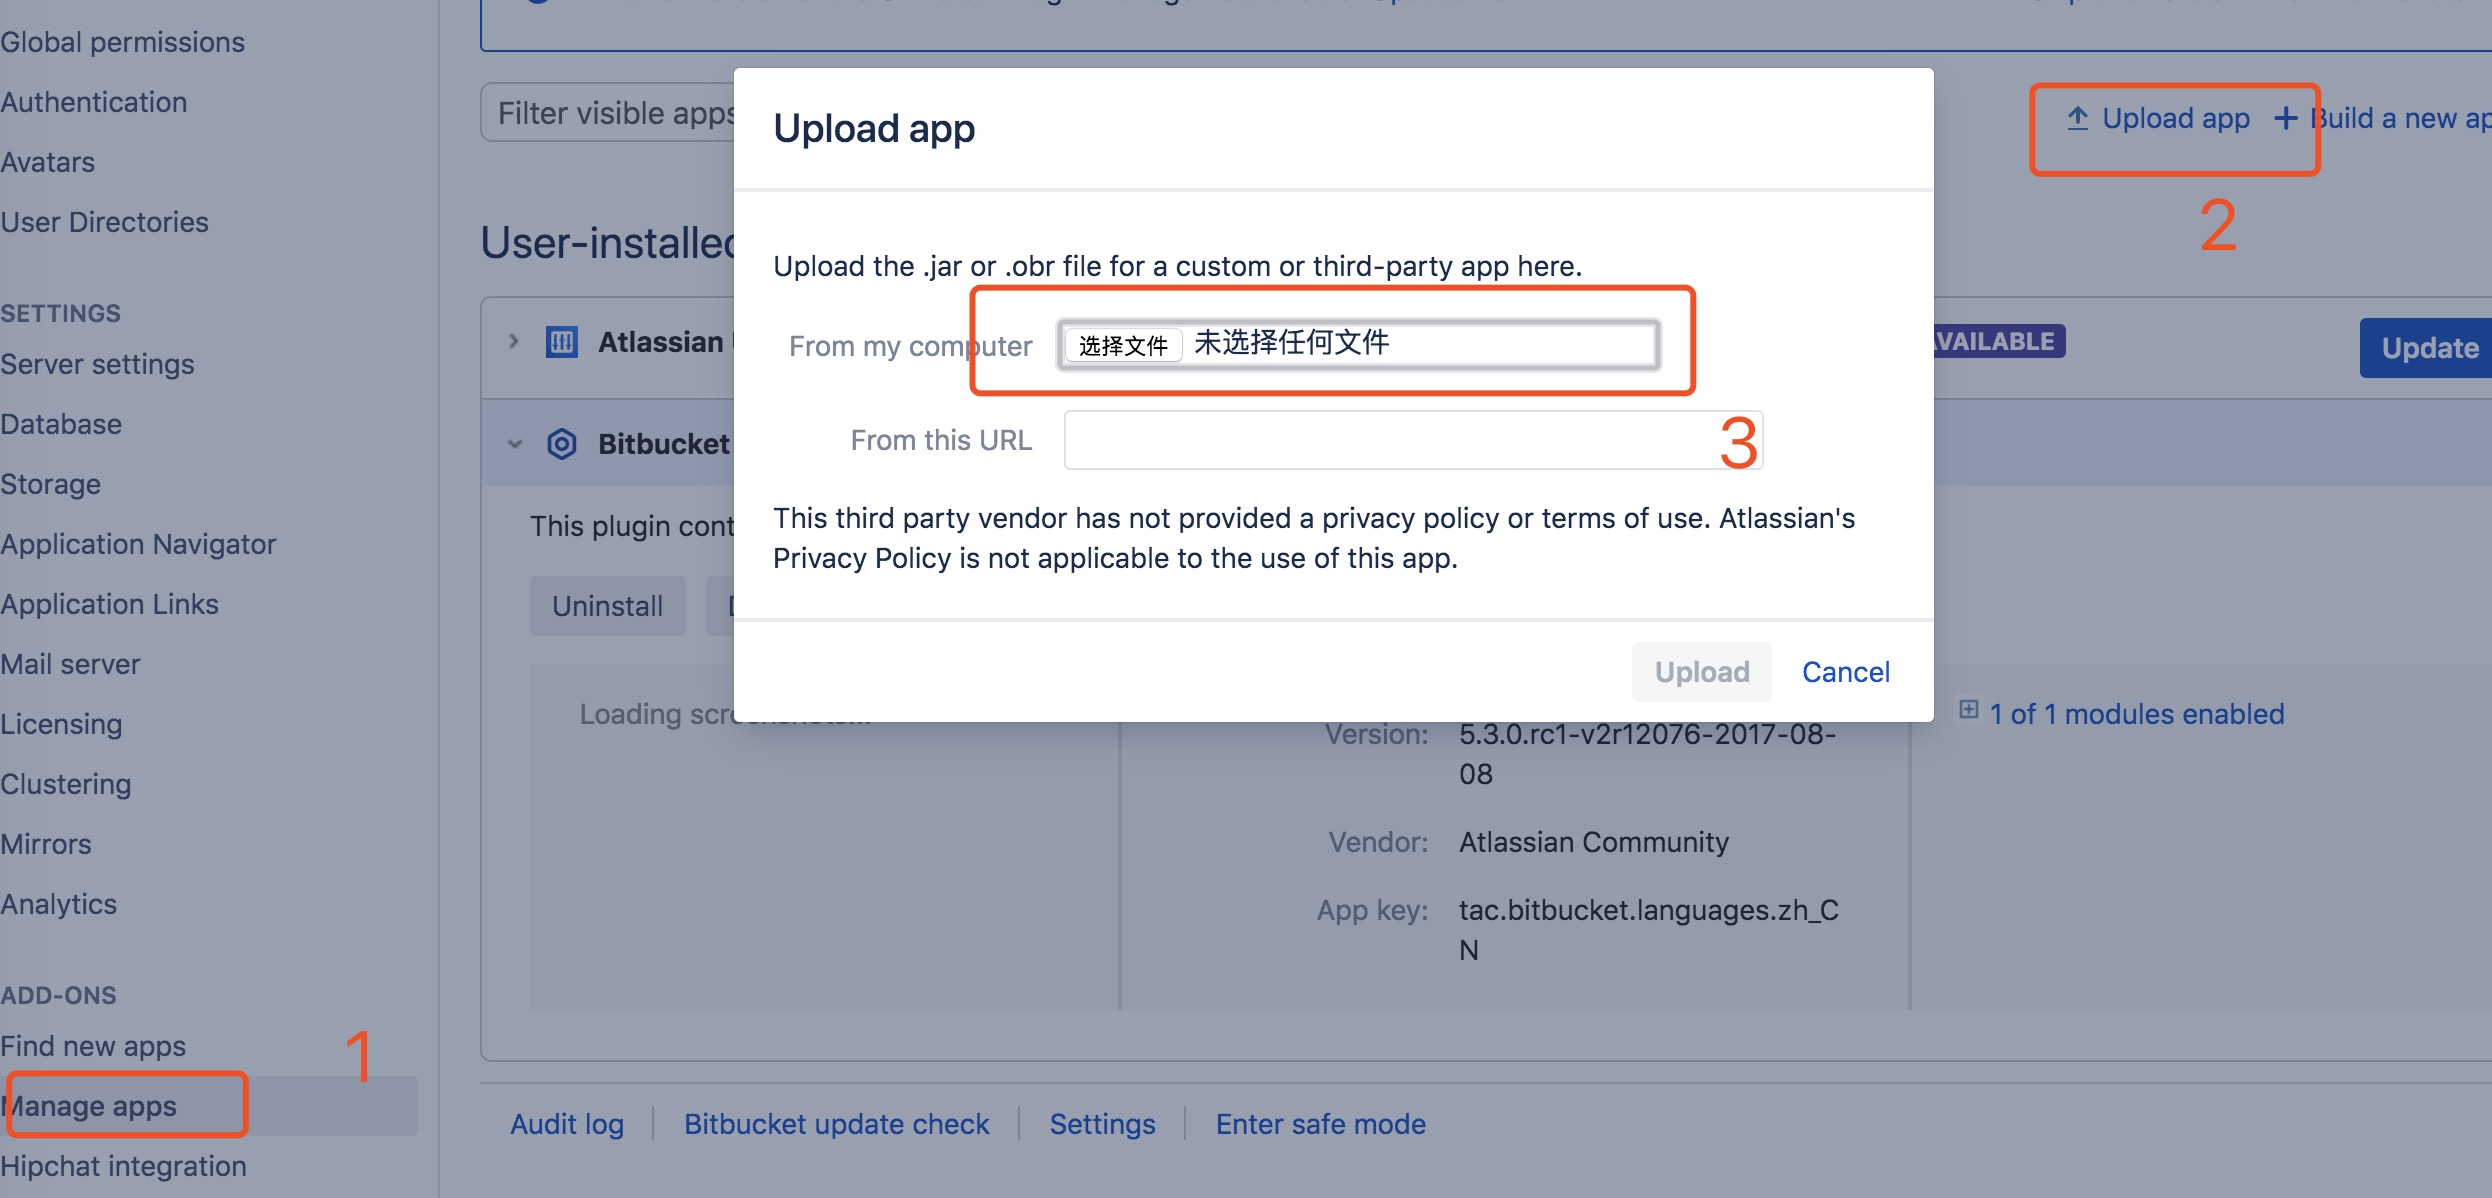 Global permissions
Authentication
Avatars
User Directories
SETTINGS
Server settings
Database
Storage
Application Navigator
Application Links
Mail server
Licensing
Clustering
Mirrors
Analytics
ADD-ONS
Find new apps
1
Manage apps
Hipchat integration
Filter visible apps
Upload app
Build a new
2
User-installed
Atlassian
Update
Bitbucket
This plugin
Uninstall
Loading
Upload app
Upload the .jar or .obr file for a custom or third-party app here.
From my computer 选择文件 未选择任何文件
From this URL
3
This third party vendor has not provided a privacy policy or terms of use. Atlassian's
Privacy Policy is not applicable to the use of this app.
Upload Cancel
Version: 5.3.0.rc1-v2r12076-2017-08-
08
Vendor: Atlassian Community
App key: tac.bitbucket.languages.zh_C
N
1 of 1 modules enabled
Audit log
Bitbucket update check
Settings
Enter safe mode